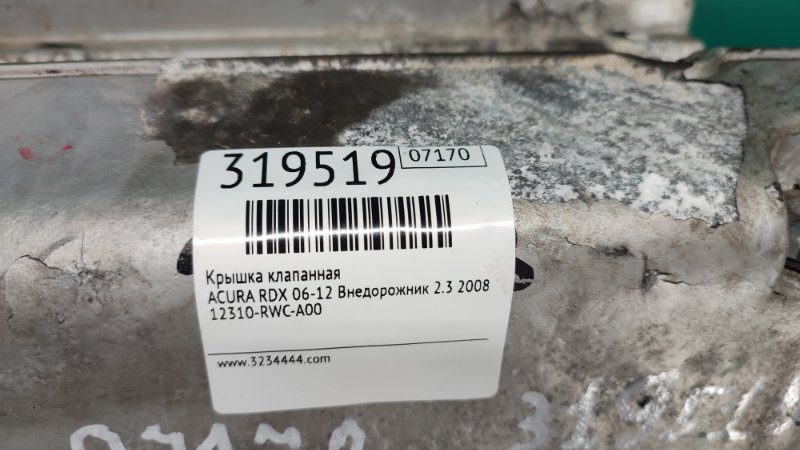 319519 07170
Крышка клапанная
ACURA RDX 06-12 Внедорожник 2.3 2008
12310-RWC-A00
www.3234444.com